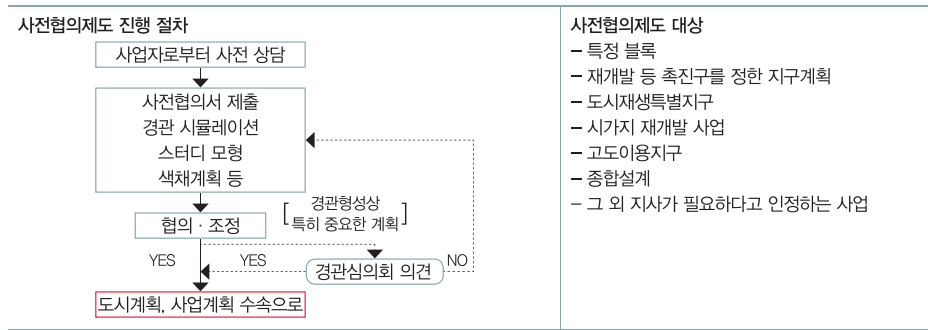 사전협의제도 진행 절차
사업자로부터 사전 상담
사전협의서 제출
경관 시뮬레이션
스터디 모형
색채계획 등
협의 · 조정
[경관형성상
특히 중요한 계획]
YES
YES
경관심의회 의견
NO
도시계획, 사업계획 수속으로
사전협의제도 대상
– 특정 블록
– 재개발 등 촉진구를 정한 지구계획
– 도시재생특별지구
– 시가지 재개발 사업
– 고도이용지구
– 종합설계
– 그 외 지사가 필요하다고 인정하는 사업